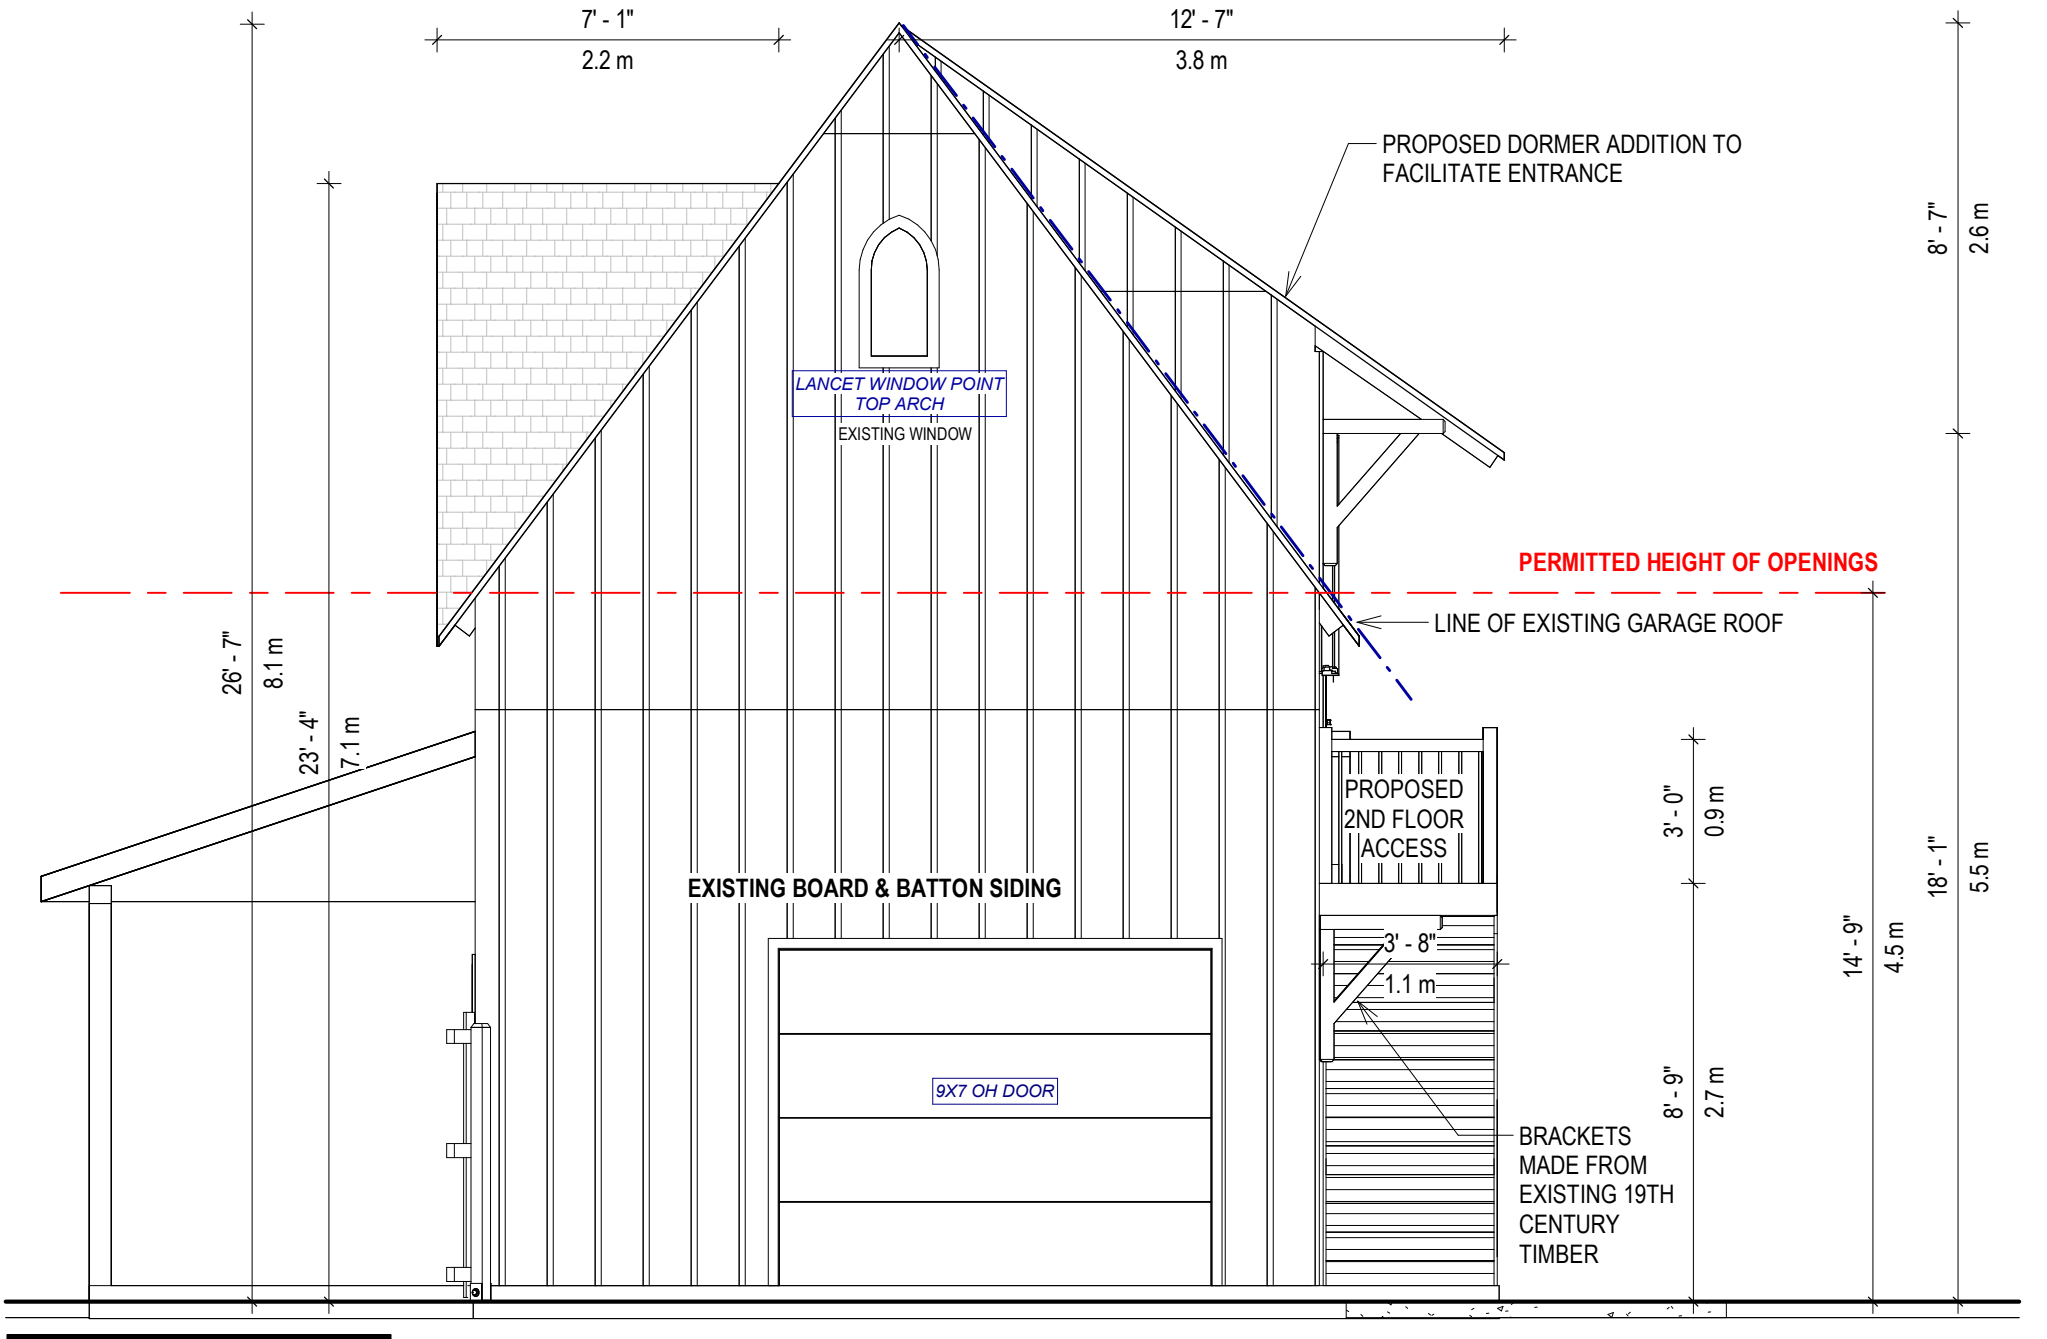 7' - 1"
2.2 m
12' - 7"
3.8 m
PROPOSED DORMER ADDITION TO
FACILITATE ENTRANCE
8' - 7"
2.6 m
LANCET WINDOW POINT
TOP ARCH
EXISTING WINDOW
PERMITTED HEIGHT OF OPENINGS
LINE OF EXISTING GARAGE ROOF
26' - 7"
8.1 m
23' - 4"
7.1 m
PROPOSED
2ND FLOOR
ACCESS
3' - 0"
0.9 m
18' - 1"
5.5 m
EXISTING BOARD & BATTON SIDING
3' - 8"
1.1 m
14' - 9"
4.5 m
9X7 OH DOOR
8' - 9"
2.7 m
BRACKETS
MADE FROM
EXISTING 19TH
CENTURY
TIMBER